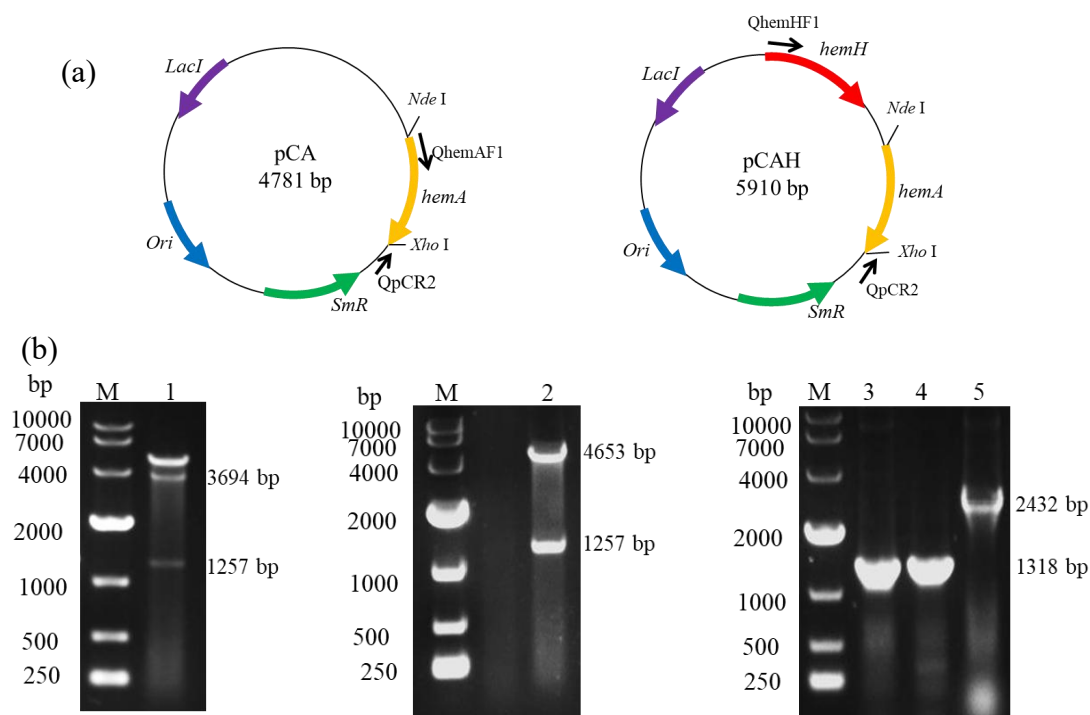 (a)
LacI
Nde I
QhemAF1
pCA
4781 bp
hemA
Xho I
QpCR2
SmR
Ori
QhemHF1
hemH
LacI
Nde I
pCAH
5910 bp
hemA
Xho I
QpCR2
SmR
Ori
(b)
bp M 1
10000
7000
4000
3694 bp
2000
1257 bp
1000
500
250
bp M 2
10000
7000
4653 bp
4000
2000
1257 bp
1000
500
250
bp M 3 4 5
10000
7000
4000
2432 bp
2000
1318 bp
1000
500
250